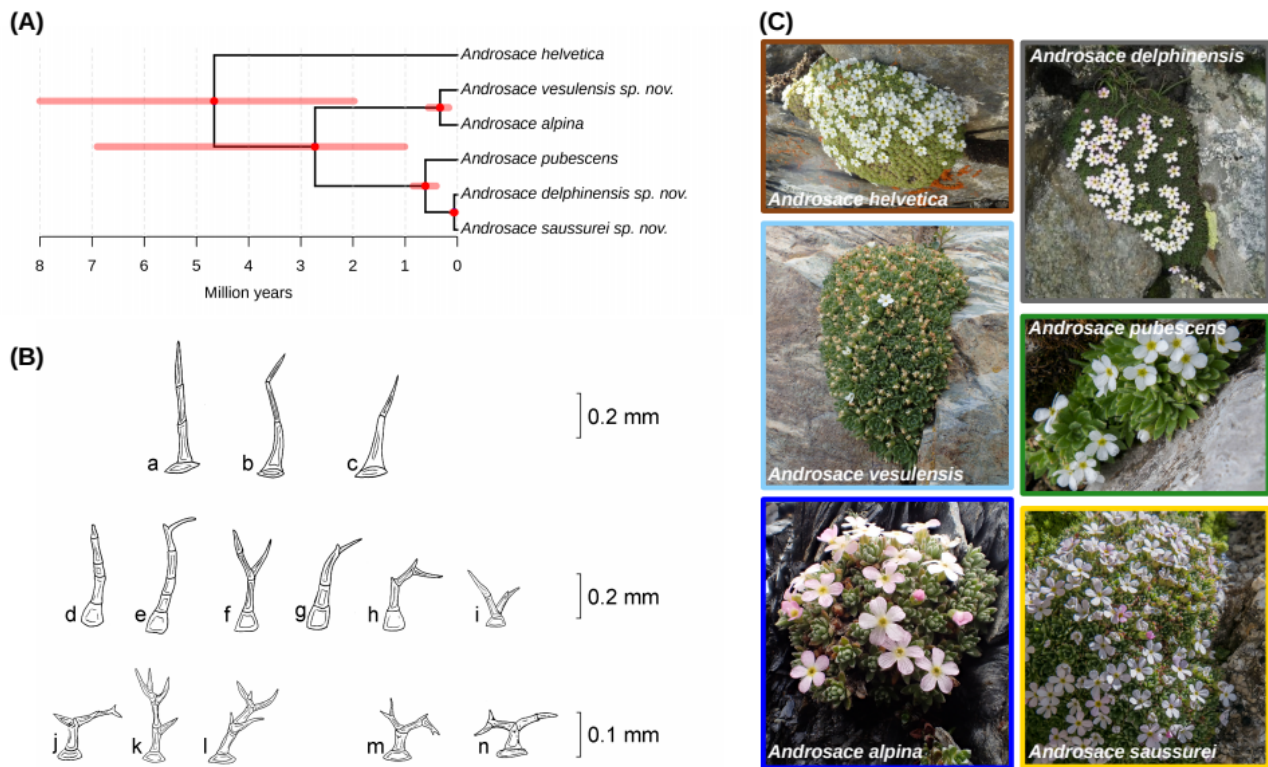 (A)
Androsace helvetica
Androsace vesulensis sp. nov.
Androsace alpina
Androsace pubescens
Androsace delphinensis sp. nov.
Androsace saussurei sp. nov.
8 7 6 5 4 3 2 1 0
Million years
(B)
a b c 0.2 mm
d e f g h i 0.2 mm
j k l m n 0.1 mm
(C)
Androsace helvetica
Androsace delphinensis
Androsace vesulensis
Androsace pubescens
Androsace alpina
Androsace saussurei